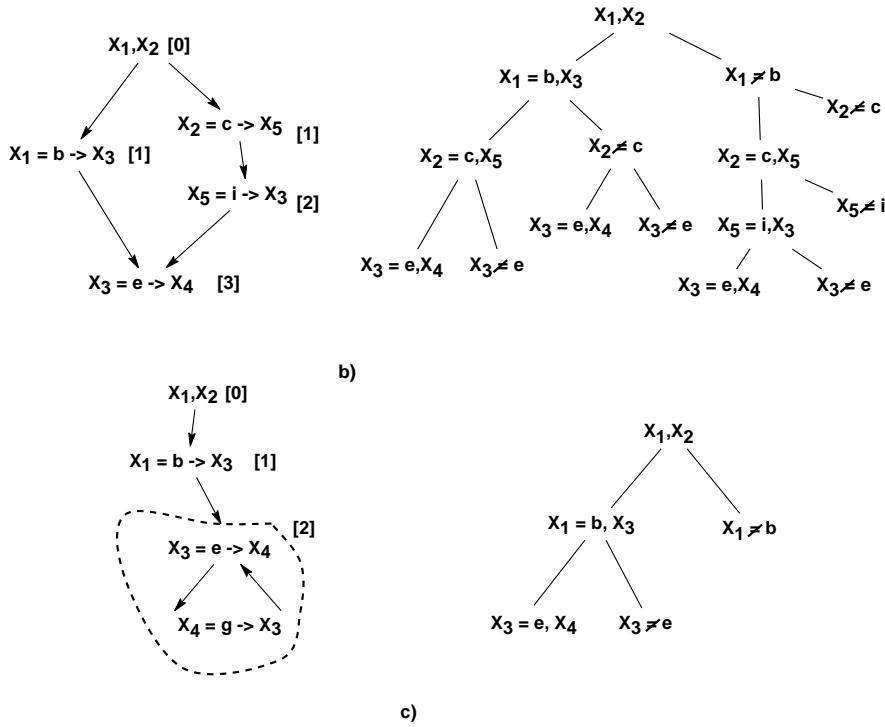 X1,X2 [0]
X1 = b -> X3 [1]
X2 = c -> X5 [1]
X5 = i -> X3 [2]
X3 = e -> X4 [3]
X1,X2
X1 = b,X3
X1 ≠ b
X2 ≠ c
X2 = c,X5
X2 ≠ c
X2 = c,X5
X5 ≠ i
X3 = e,X4
X3 ≠ e
X5 = i,X3
X3 = e,X4
X3 ≠ e
X3 = e,X4
X3 ≠ e
b)
X1,X2 [0]
X1 = b -> X3 [1]
[2]
X3 = e -> X4
X4 = g -> X3
X1,X2
X1 = b, X3
X1 ≠ b
X3 = e, X4
X3 ≠ e
c)